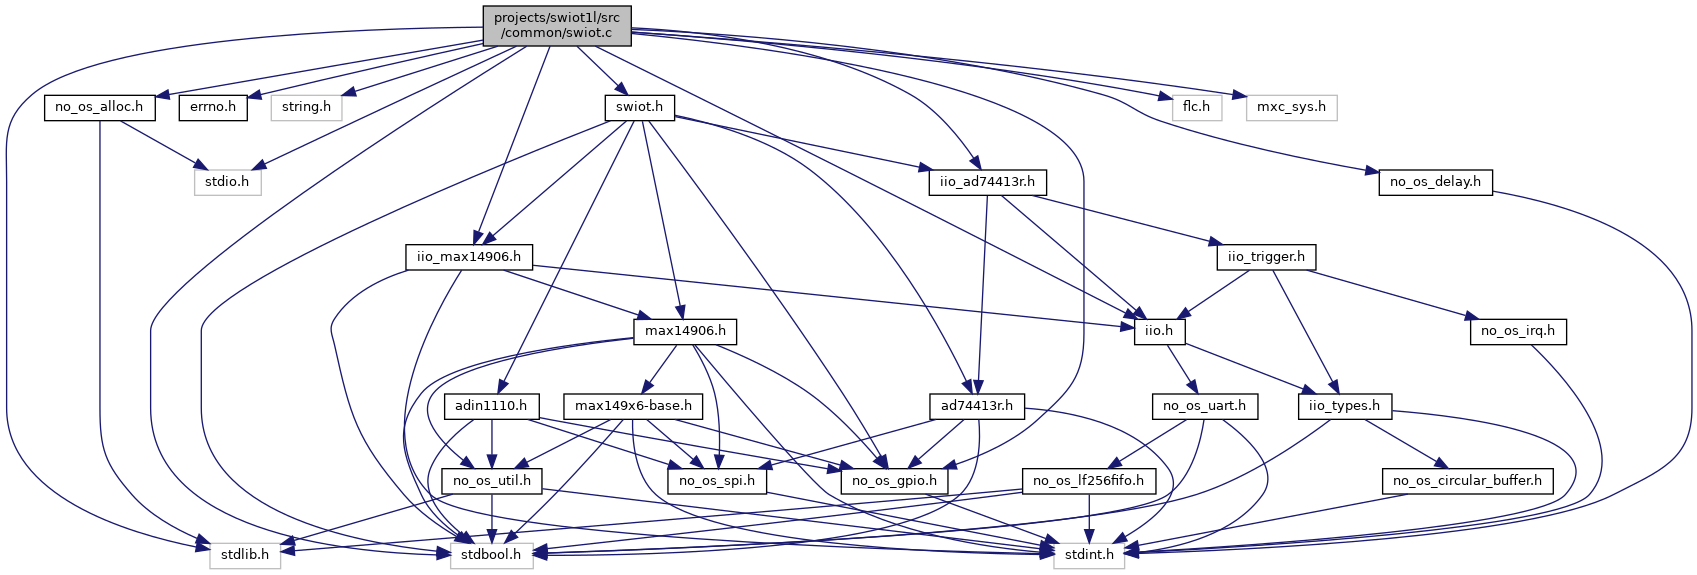 projects/swiot1l/src
/common/swiot.c
no_os_alloc.h
errno.h
string.h
swiot.h
flc.h
mxc_sys.h
stdio.h
iio_ad74413r.h
no_os_delay.h
iio_max14906.h
iio_trigger.h
max14906.h
iio.h
no_os_irq.h
adin1110.h
max149x6-base.h
ad74413r.h
no_os_uart.h
iio_types.h
no_os_util.h
no_os_spi.h
no_os_gpio.h
no_os_lf256fifo.h
no_os_circular_buffer.h
stdlib.h
stdbool.h
stdint.h